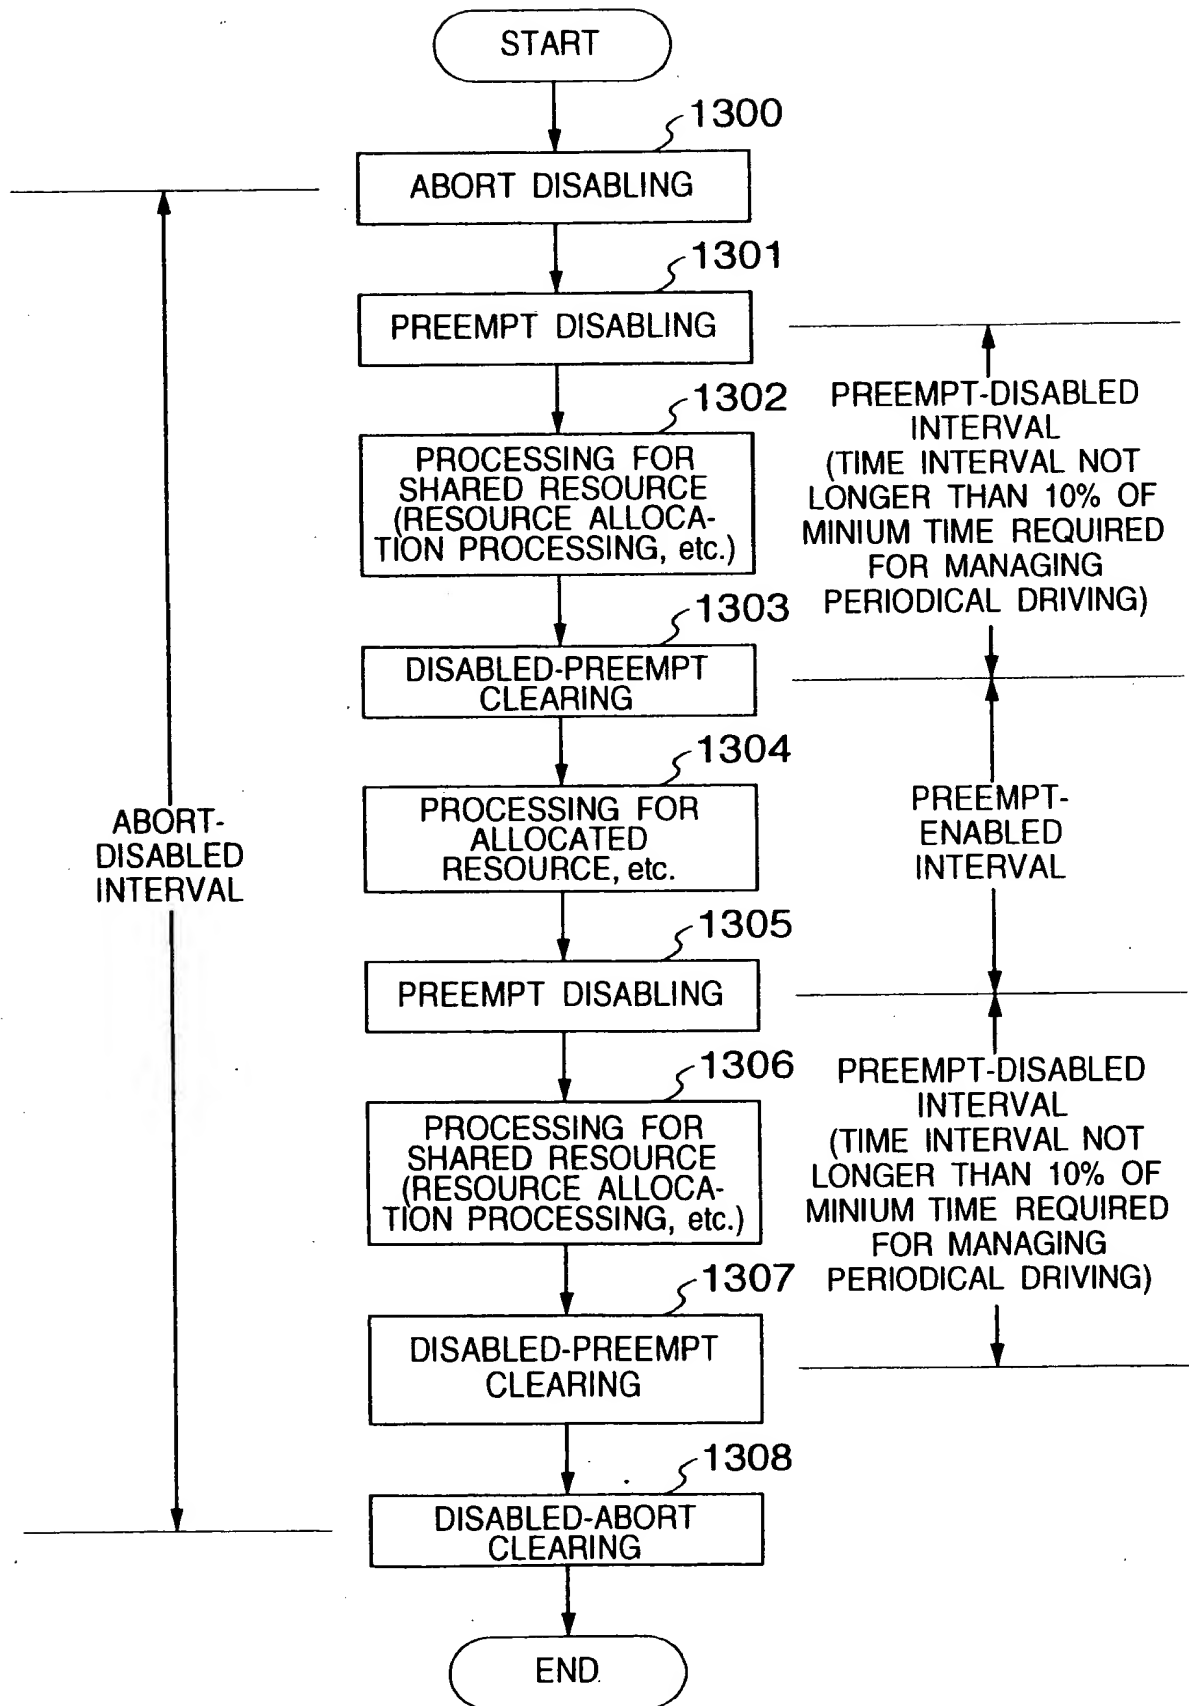 START
1300
ABORT DISABLING
1301
PREEMPT DISABLING
1302
PROCESSING FOR
SHARED RESOURCE
(RESOURCE ALLOCA-
TION PROCESSING, etc.)
1303
DISABLED-PREEMPT
CLEARING
1304
PROCESSING FOR
ALLOCATED
RESOURCE, etc.
1305
PREEMPT DISABLING
1306
PROCESSING FOR
SHARED RESOURCE
(RESOURCE ALLOCA-
TION PROCESSING, etc.)
1307
DISABLED-PREEMPT
CLEARING
1308
DISABLED-ABORT
CLEARING
END
ABORT-
DISABLED
INTERVAL
PREEMPT-DISABLED
INTERVAL
(TIME INTERVAL NOT
LONGER THAN 10% OF
MINIUM TIME REQUIRED
FOR MANAGING
PERIODICAL DRIVING)
PREEMPT-
ENABLED
INTERVAL
PREEMPT-DISABLED
INTERVAL
(TIME INTERVAL NOT
LONGER THAN 10% OF
MINIUM TIME REQUIRED
FOR MANAGING
PERIODICAL DRIVING)